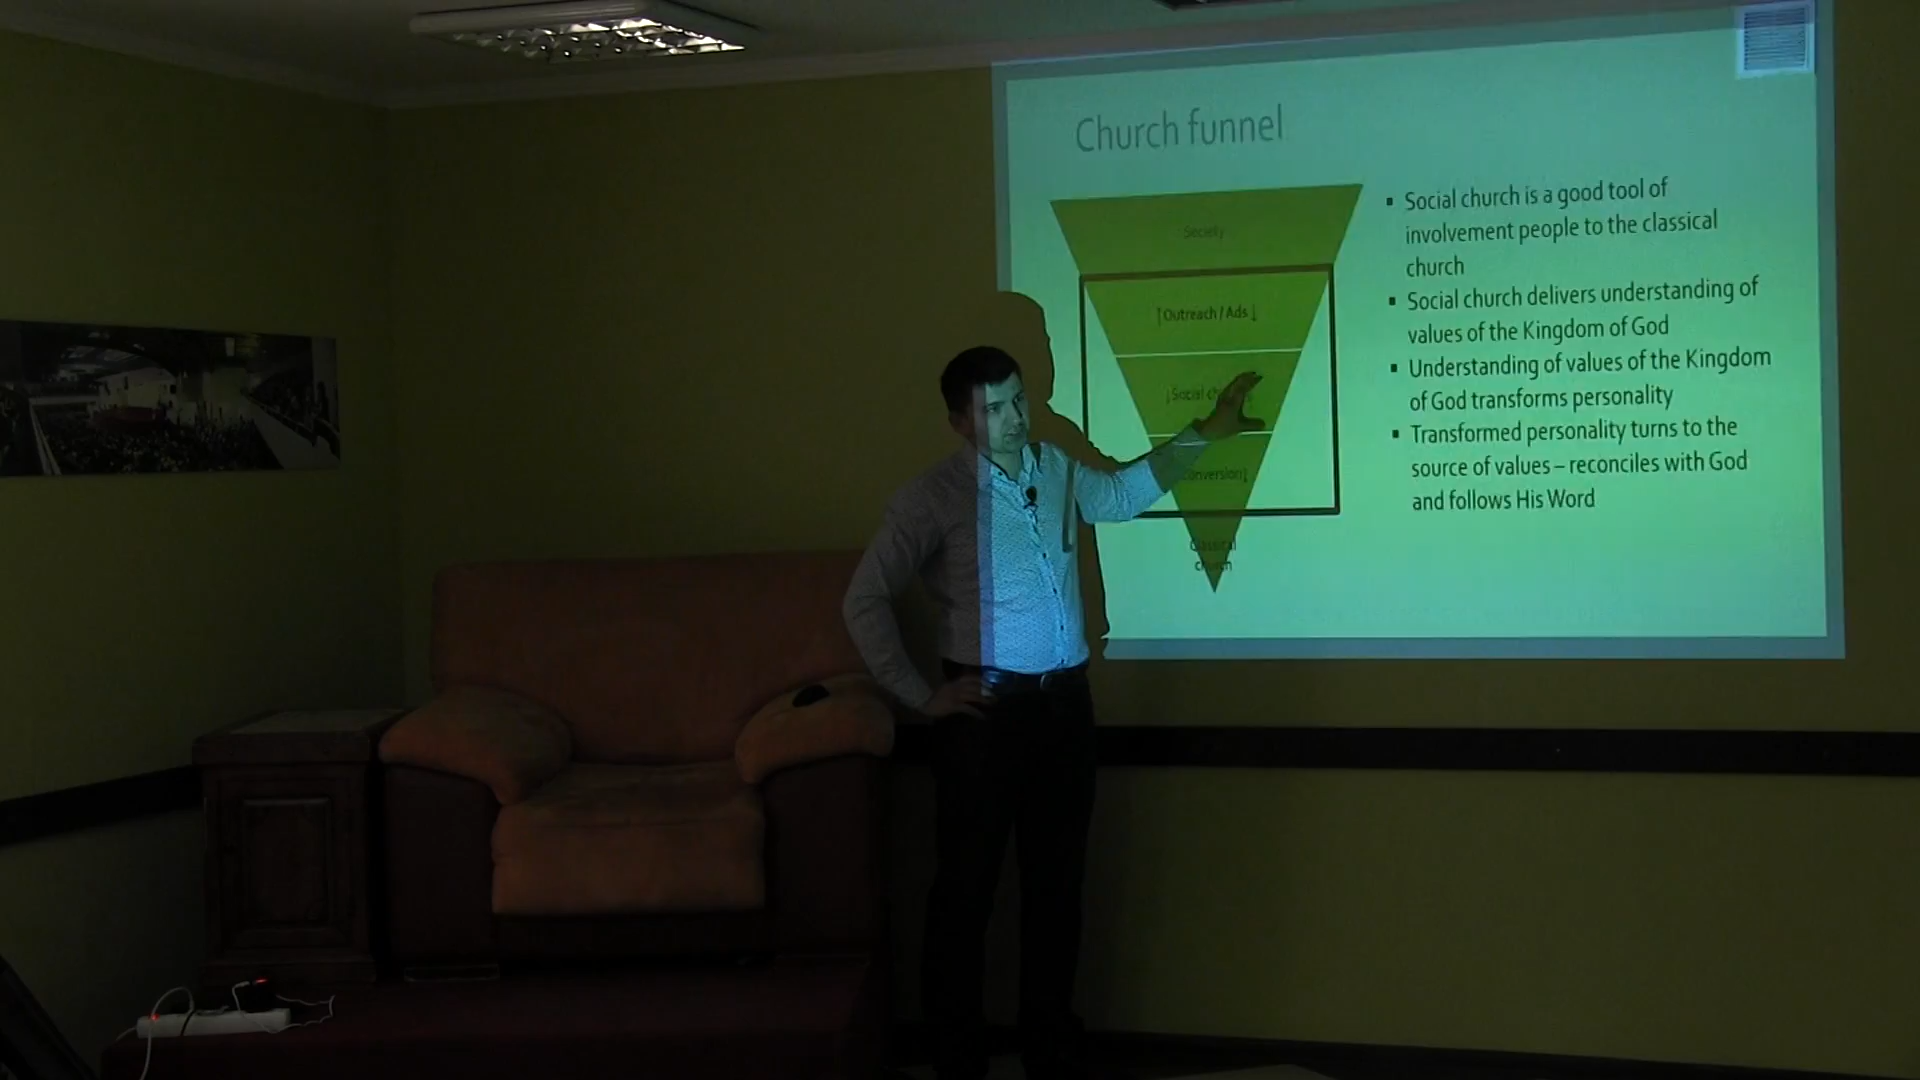 Church funnel
Society
↑Outreach / Ads↓
↓Social
conversion↓
Classical
church
▪ Social church is a good tool of
involvement people to the classical
church
▪ Social church delivers understanding of
values of the Kingdom of God
▪ Understanding of values of the Kingdom
of God transforms personality
▪ Transformed personality turns to the
source of values – reconciles with God
and follows His Word